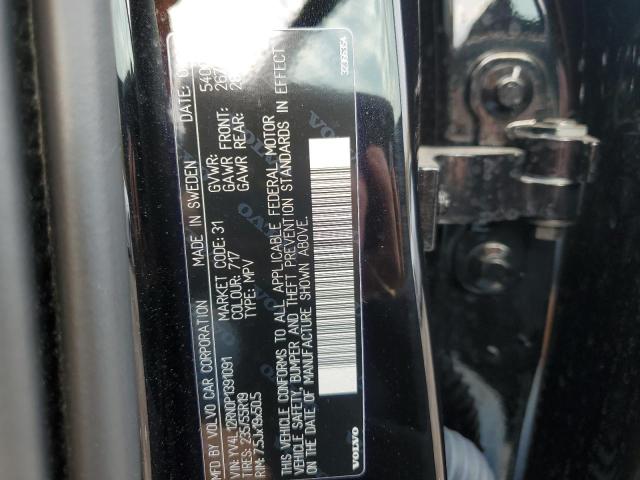 MFD BY VOLVO CAR CORPORATION MADE IN SWEDEN DATE:
VIN: YV4L12RNDP1391091 MARKET CODE: 31 GVWR:
TIRES: 235/55R19 COLOUR: 717 GAWR FRONT:
RIM: 7.5JX19x50.5 TYPE: MPV GAWR REAR:
THIS VEHICLE CONFORMS TO ALL APPLICABLE FEDERAL MOTOR
VEHICLE SAFETY, BUMPER AND THEFT PREVENTION STANDARDS IN EFFECT
ON THE DATE OF MANUFACTURE SHOWN ABOVE.
VOLVO
32366354